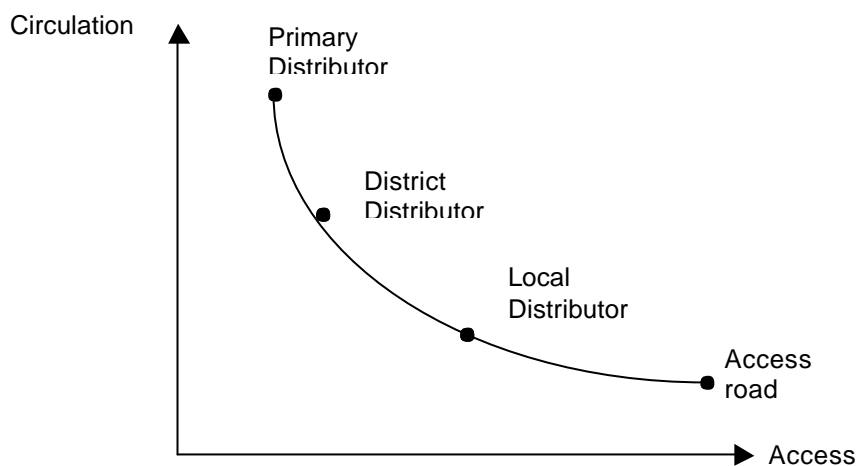 Circulation
Primary
Distributor
District
Distributor
Local
Distributor
Access
road
Access